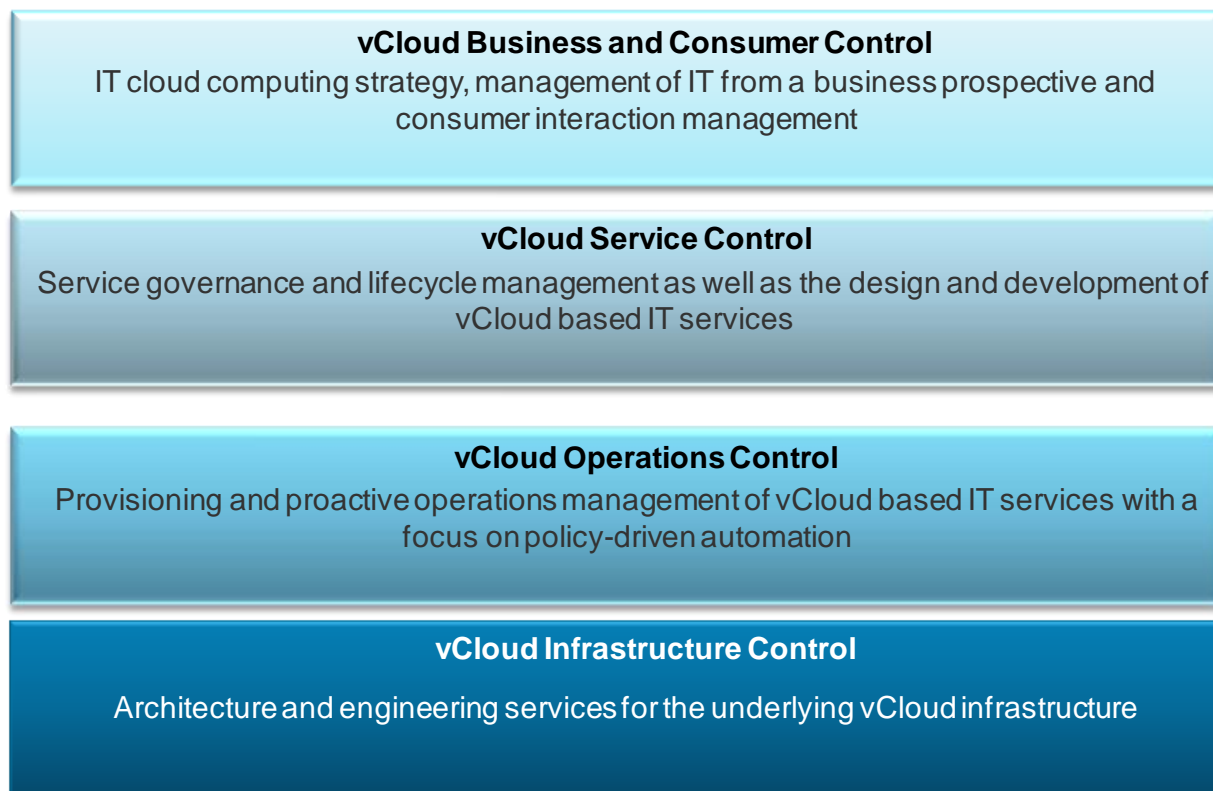 vCloud Business and Consumer Control
IT cloud computing strategy, management of IT from a business prospective and
consumer interaction management
vCloud Service Control
Service governance and lifecycle management as well as the design and development of
vCloud based IT services
vCloud Operations Control
Provisioning and proactive operations management of vCloud based IT services with a
focus on policy-driven automation
vCloud Infrastructure Control
Architecture and engineering services for the underlying vCloud infrastructure